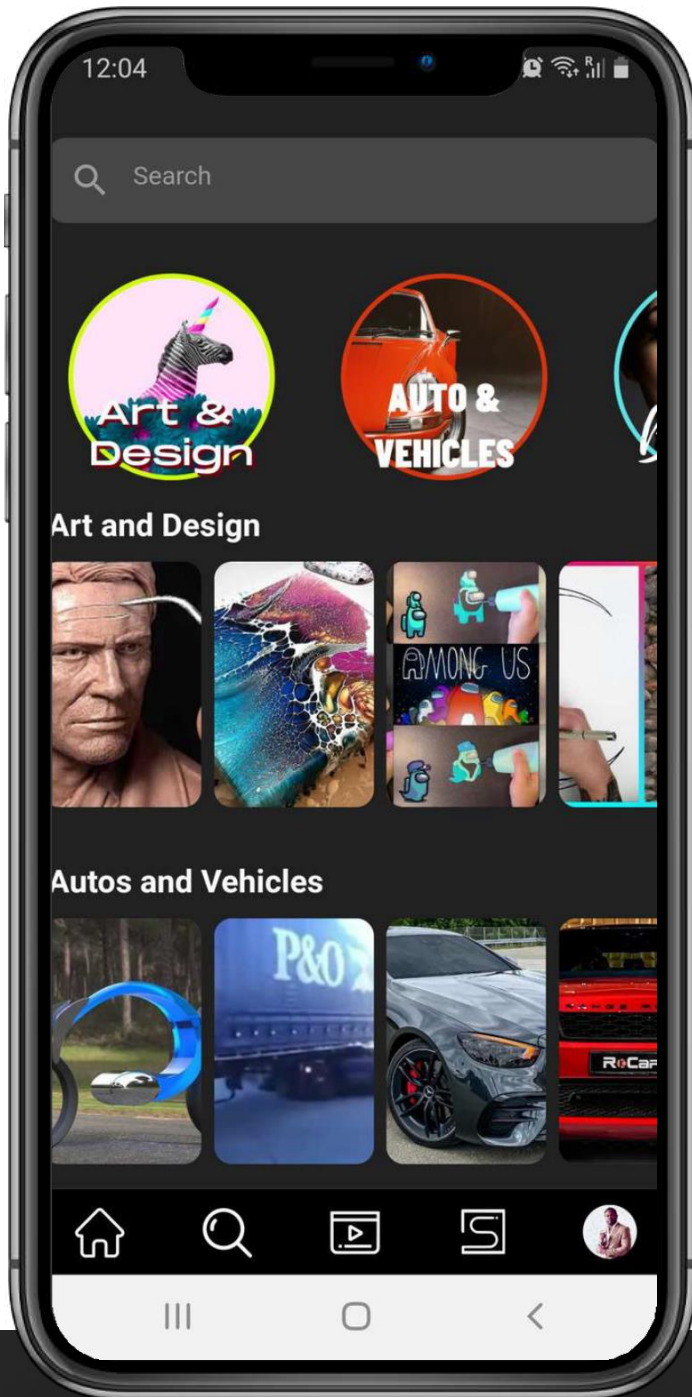 12:04
R
Search
Art &
Design
AUTO &
VEHICLES
Art and Design
AMONG US
Autos and Vehicles
P&O